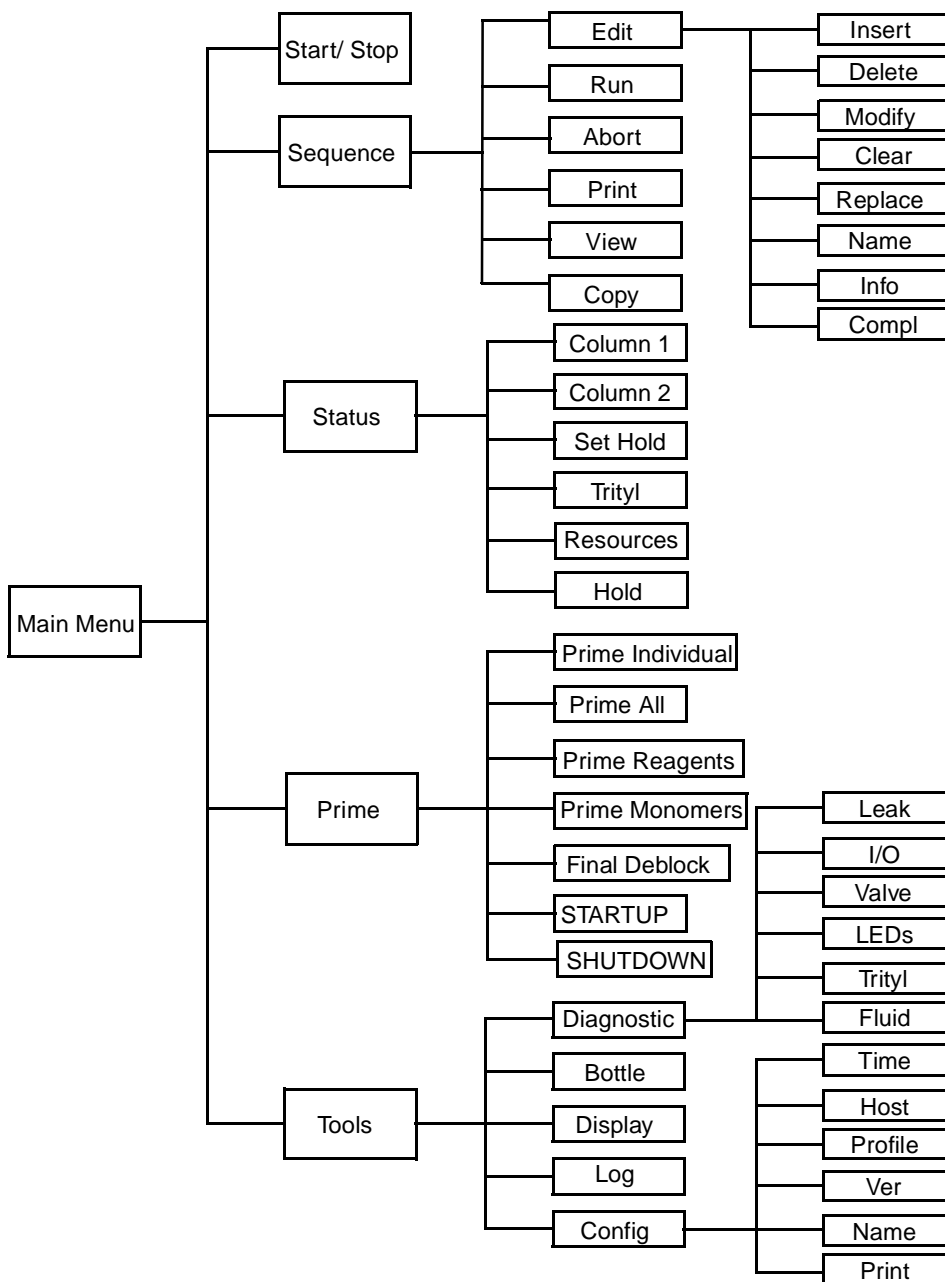 Start/ Stop
Sequence
Edit
Run
Abort
Print
View
Copy
Insert
Delete
Modify
Clear
Replace
Name
Info
Compl
Status
Column 1
Column 2
Set Hold
Trityl
Resources
Hold
Main Menu
Prime
Prime Individual
Prime All
Prime Reagents
Prime Monomers
Final Deblock
STARTUP
SHUTDOWN
Tools
Diagnostic
Bottle
Display
Log
Config
Leak
I/O
Valve
LEDs
Trityl
Fluid
Time
Host
Profile
Ver
Name
Print